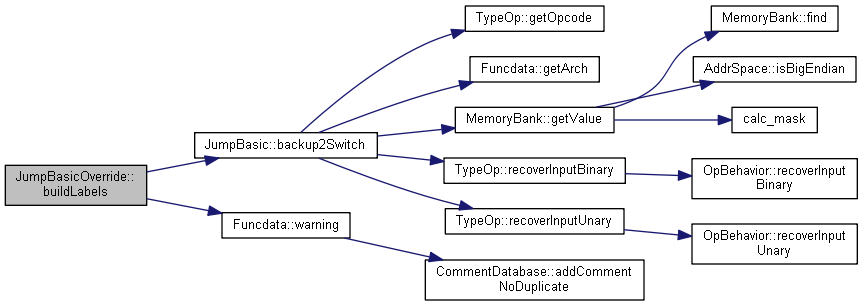 JumpBasicOverride::
buildLabels
JumpBasic::backup2Switch
Funcdata::warning
TypeOp::getOpcode
Funcdata::getArch
MemoryBank::getValue
TypeOp::recoverInputBinary
TypeOp::recoverInputUnary
CommentDatabase::addComment
NoDuplicate
MemoryBank::find
AddrSpace::isBigEndian
calc_mask
OpBehavior::recoverInput
Binary
OpBehavior::recoverInput
Unary